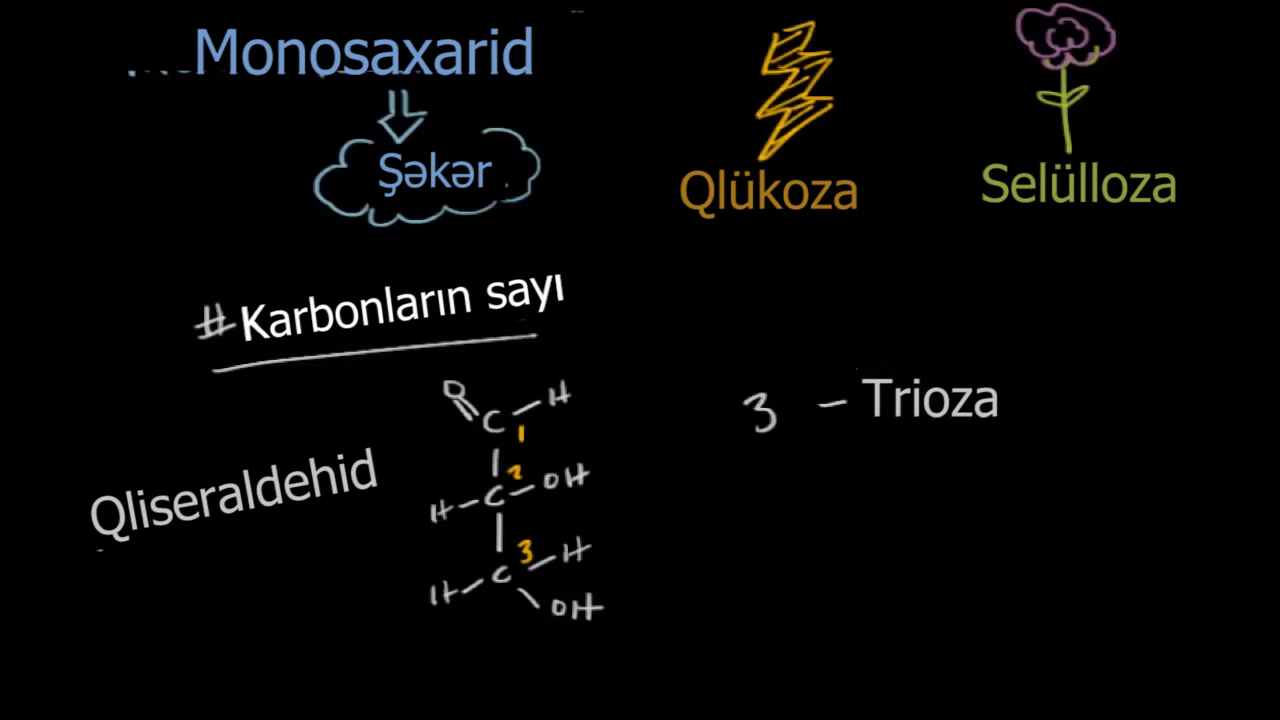 Monosaxarid
Şəkər
Qlükoza
Selülloza
#Karbonların sayı
Qliseraldehid
O H
C
1
2
H C OH
3
H C H
OH
3 – Trioza